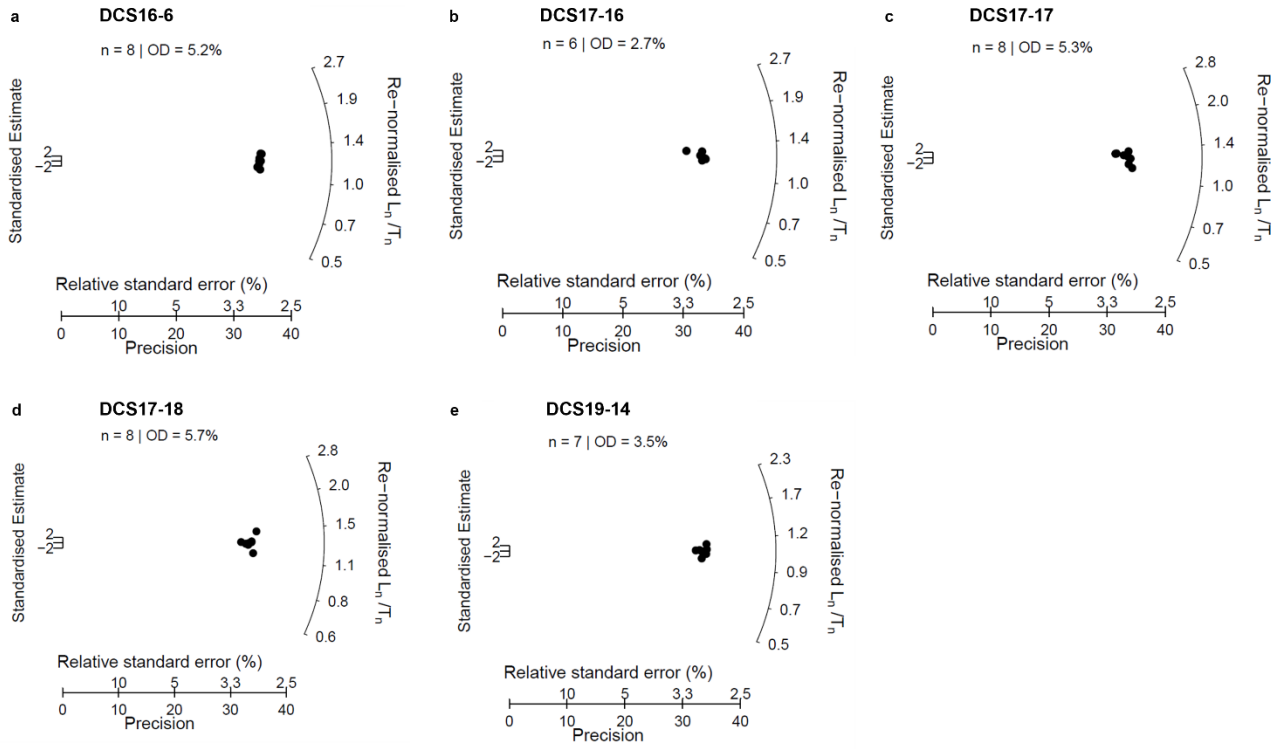 a DCS16-6
n = 8 | OD = 5.2%
Standardised Estimate
2
−2
2.7
1.9
1.4
1.0
0.7
0.5
Re−normalised Ln /Tn
Relative standard error (%)
10 5 3,3 2,5
0 10 20 30 40
Precision
b DCS17-16
n = 6 | OD = 2.7%
Standardised Estimate
2
−2
2.7
1.9
1.4
1.0
0.7
0.5
Re−normalised Ln /Tn
Relative standard error (%)
10 5 3,3 2,5
0 10 20 30 40
Precision
c DCS17-17
n = 8 | OD = 5.3%
Standardised Estimate
2
−2
2.8
2.0
1.4
1.0
0.7
0.5
Re−normalised Ln /Tn
Relative standard error (%)
10 5 3,3 2,5
0 10 20 30 40
Precision
d DCS17-18
n = 8 | OD = 5.7%
Standardised Estimate
2
−2
2.8
2.0
1.5
1.1
0.8
0.6
Re−normalised Ln /Tn
Relative standard error (%)
10 5 3,3 2,5
0 10 20 30 40
Precision
e DCS19-14
n = 7 | OD = 3.5%
Standardised Estimate
2
−2
2.3
1.7
1.2
0.9
0.7
0.5
Re−normalised Ln /Tn
Relative standard error (%)
10 5 3,3 2,5
0 10 20 30 40
Precision